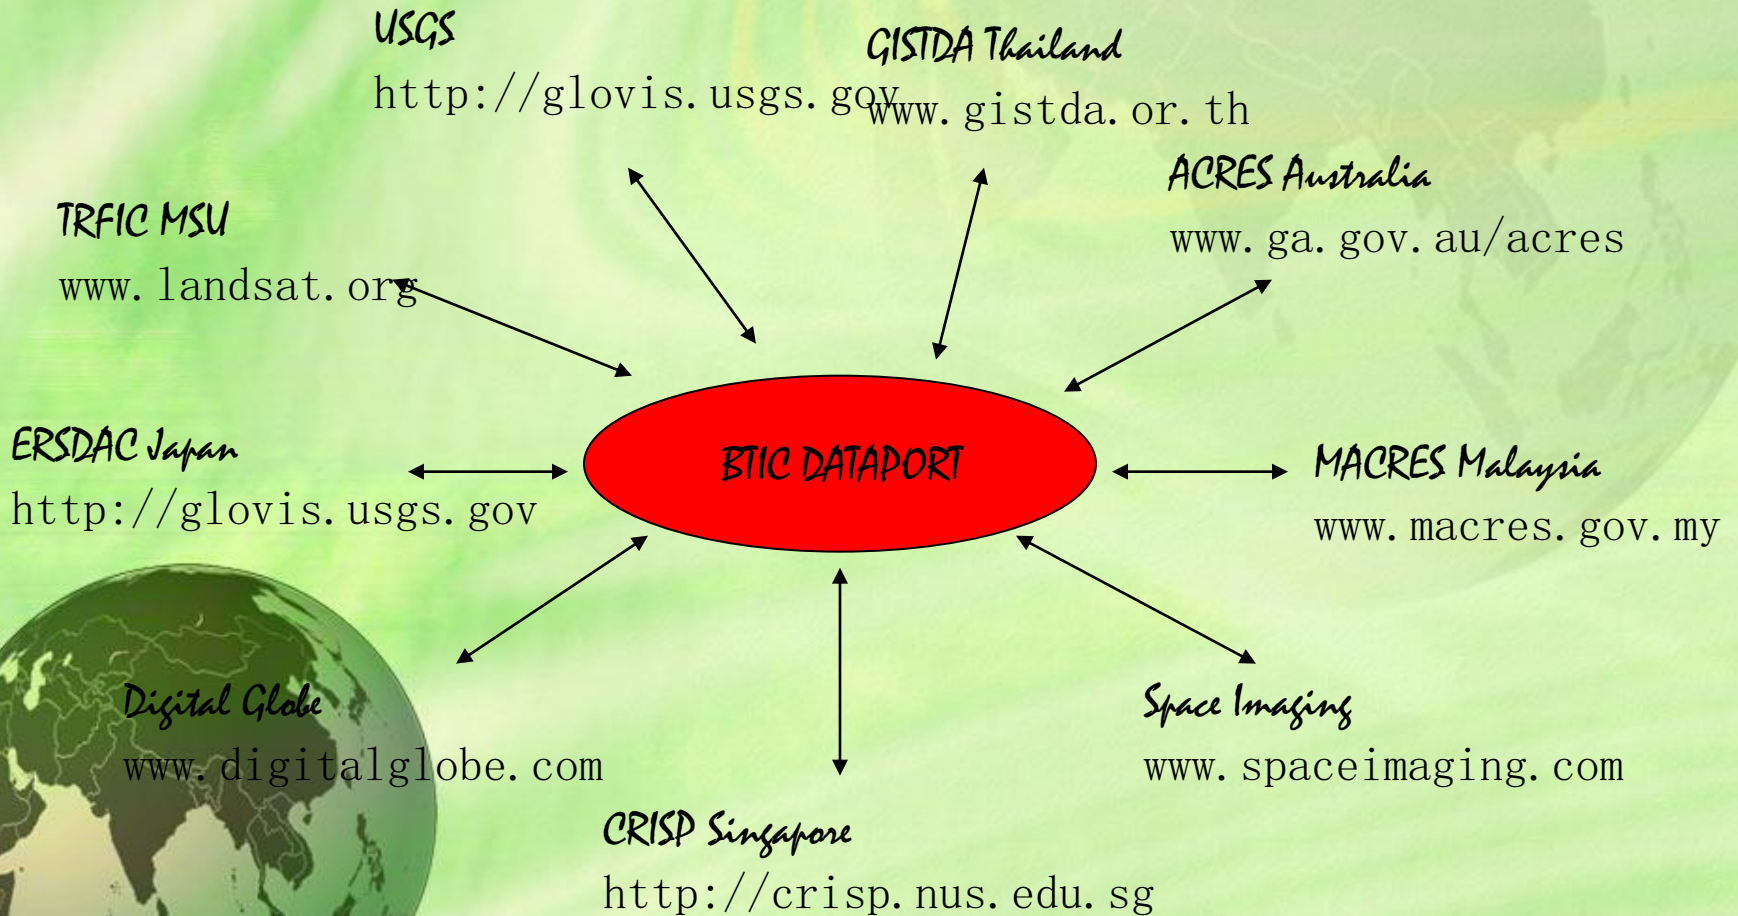 USGS
http://glovis.usgs.gov
GISTDA Thailand
www.gistda.or.th
ACRES Australia
www.ga.gov.au/acres
TRFIC MSU
www.landsat.org
ERSDAC Japan
http://glovis.usgs.gov
BTIC DATAPORT
MACRES Malaysia
www.macres.gov.my
Digital Globe
www.digitalglobe.com
Space Imaging
www.spaceimaging.com
CRISP Singapore
http://crisp.nus.edu.sg